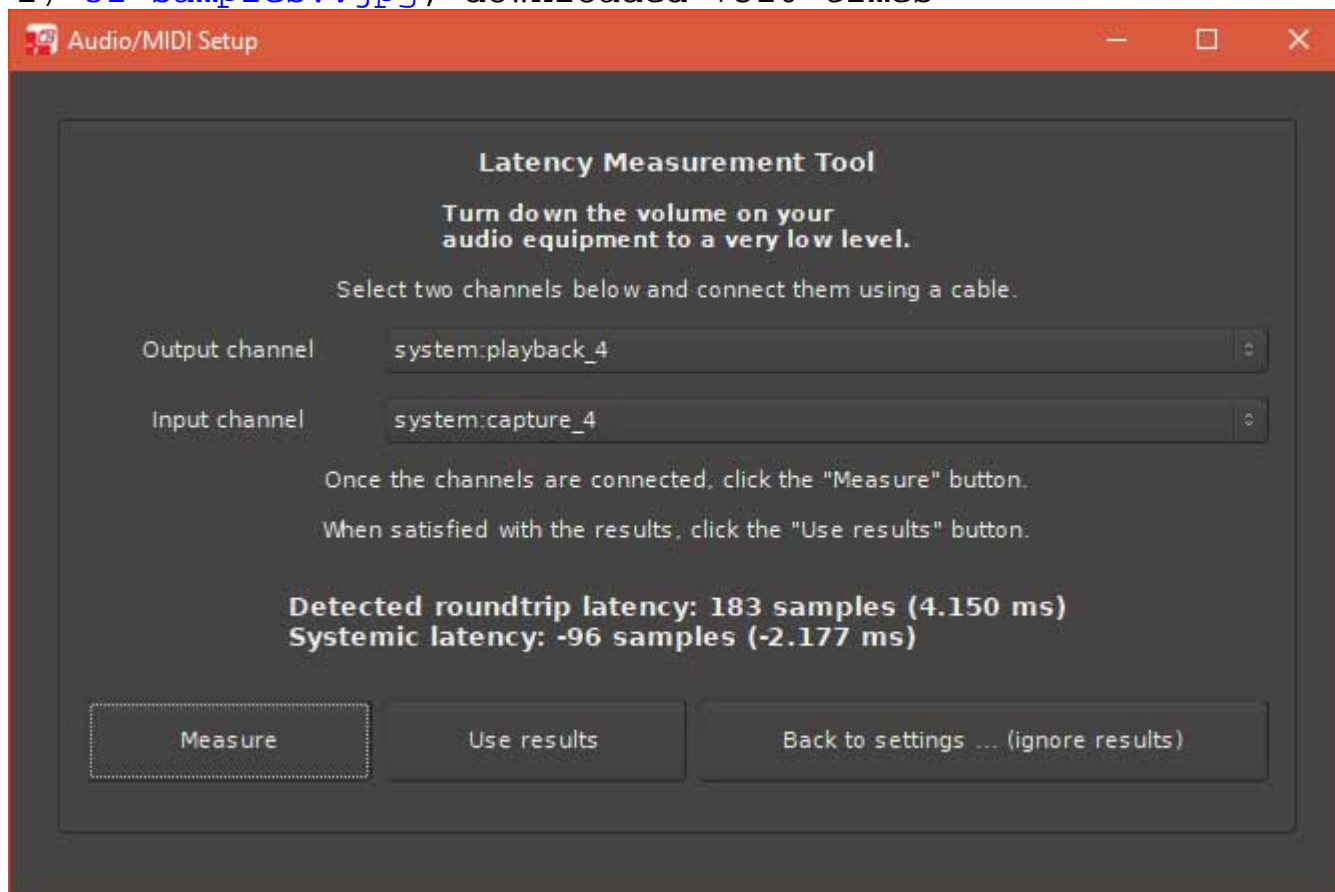 Audio/MIDI Setup
Latency Measurement Tool
Turn down the volume on your
audio equipment to a very low level.
Select two channels below and connect them using a cable.
Output channel system:playback_4
Input channel system:capture_4
Once the channels are connected, click the "Measure" button.
When satisfied with the results, click the "Use results" button.
Detected roundtrip latency: 183 samples (4.150 ms)
Systemic latency: -96 samples (-2.177 ms)
Measure Use results Back to settings ... (ignore results)